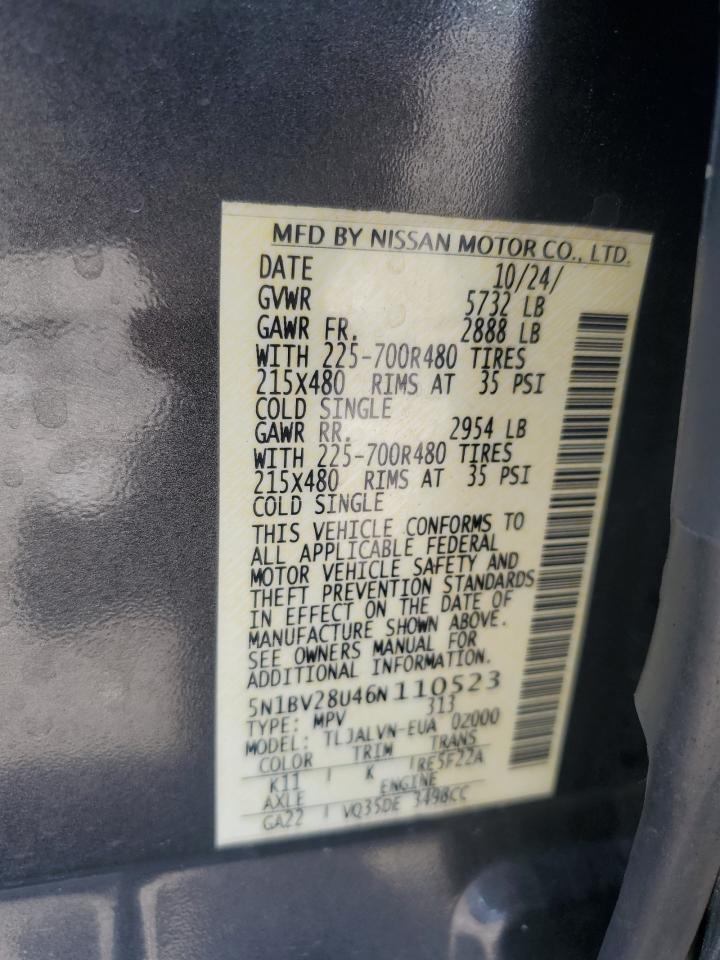 MFD BY NISSAN MOTOR CO., LTD.
DATE 10/24/
GVWR 5732 LB
GAWR FR. 2888 LB
WITH 225-700R480 TIRES
215X480 RIMS AT 35 PSI
COLD SINGLE
GAWR RR. 2954 LB
WITH 225-700R480 TIRES
215X480 RIMS AT 35 PSI
COLD SINGLE
THIS VEHICLE CONFORMS TO
ALL APPLICABLE FEDERAL
MOTOR VEHICLE SAFETY AND
THEFT PREVENTION STANDARDS
IN EFFECT ON THE DATE OF
MANUFACTURE SHOWN ABOVE.
SEE OWNERS MANUAL FOR
ADDITIONAL INFORMATION.
5N1BV28U46N110523
TYPE: MPV 313
MODEL: TLJALVN-EUA 02000
COLOR TRIM TRANS
K11 K RE5F22A
AXLE ENGINE
GA22 VQ35DE 3498CC